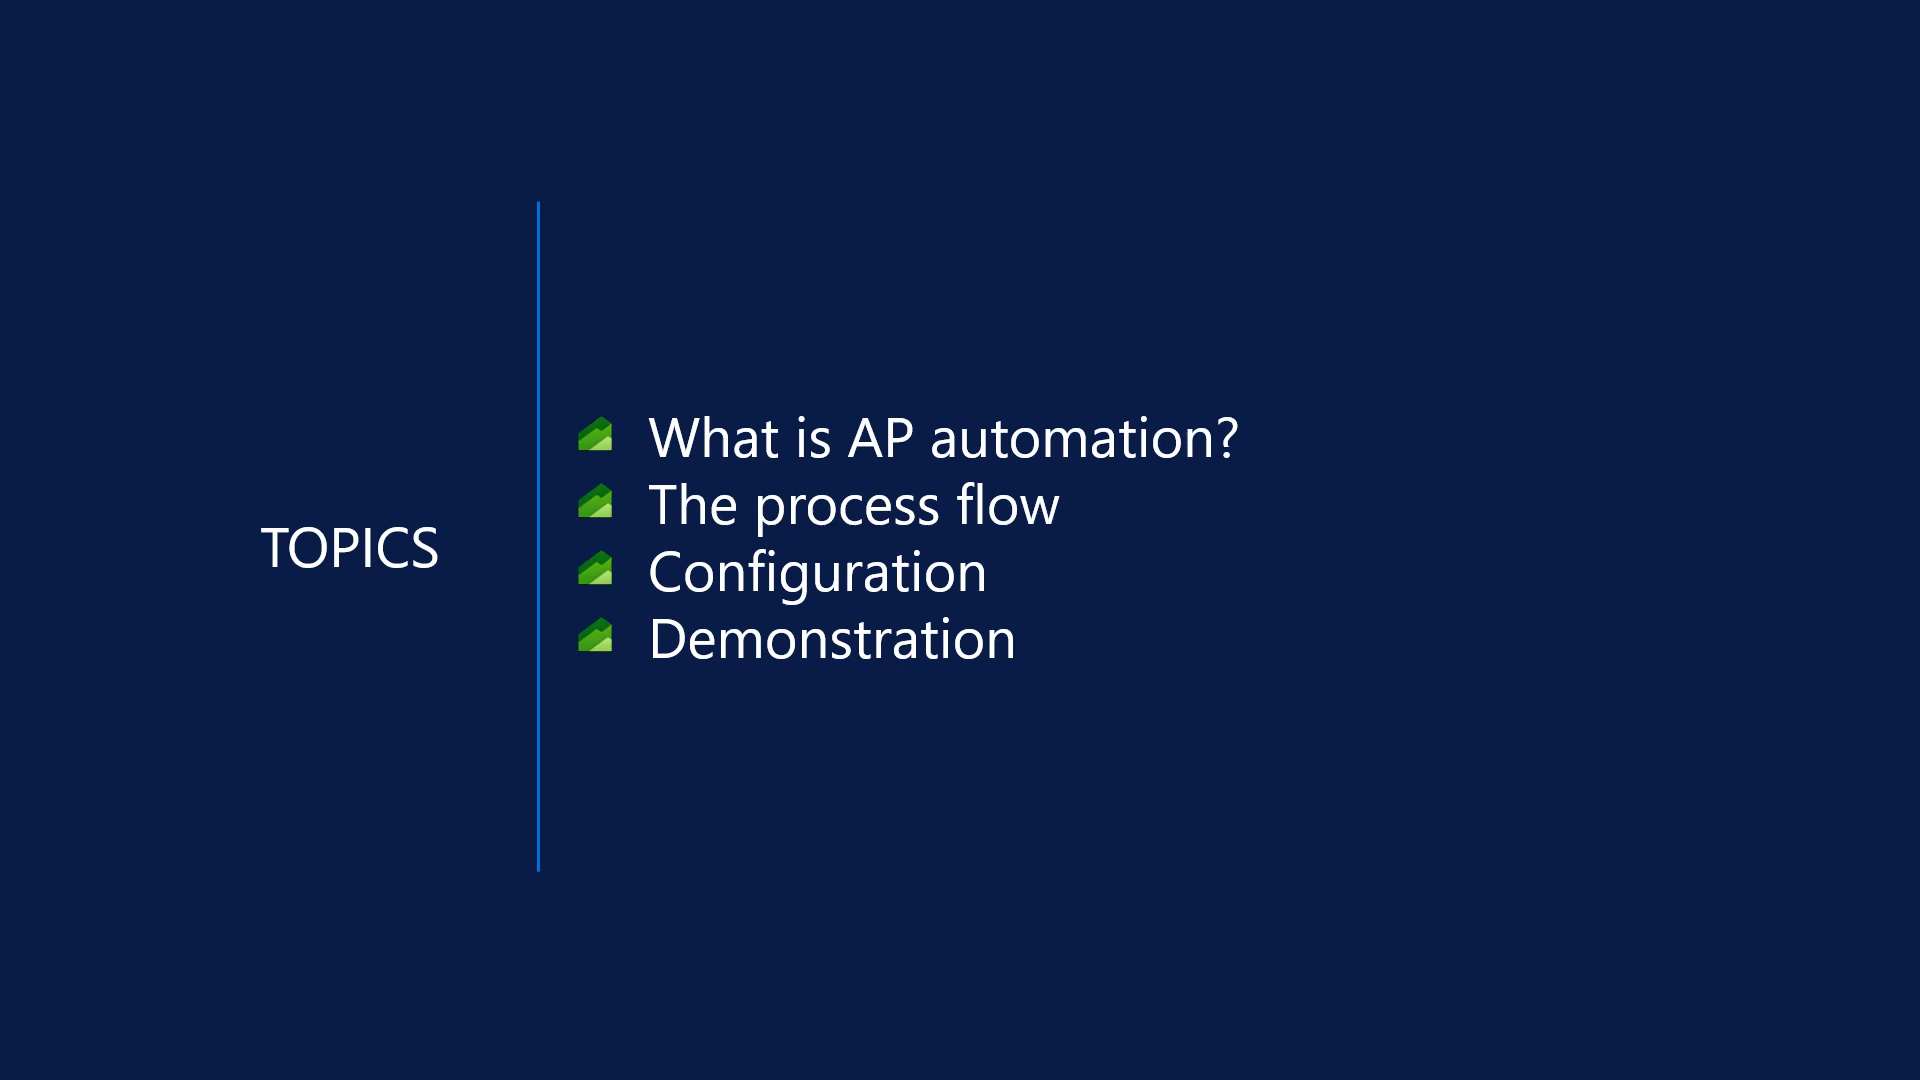 TOPICS
What is AP automation?
The process flow
Configuration
Demonstration